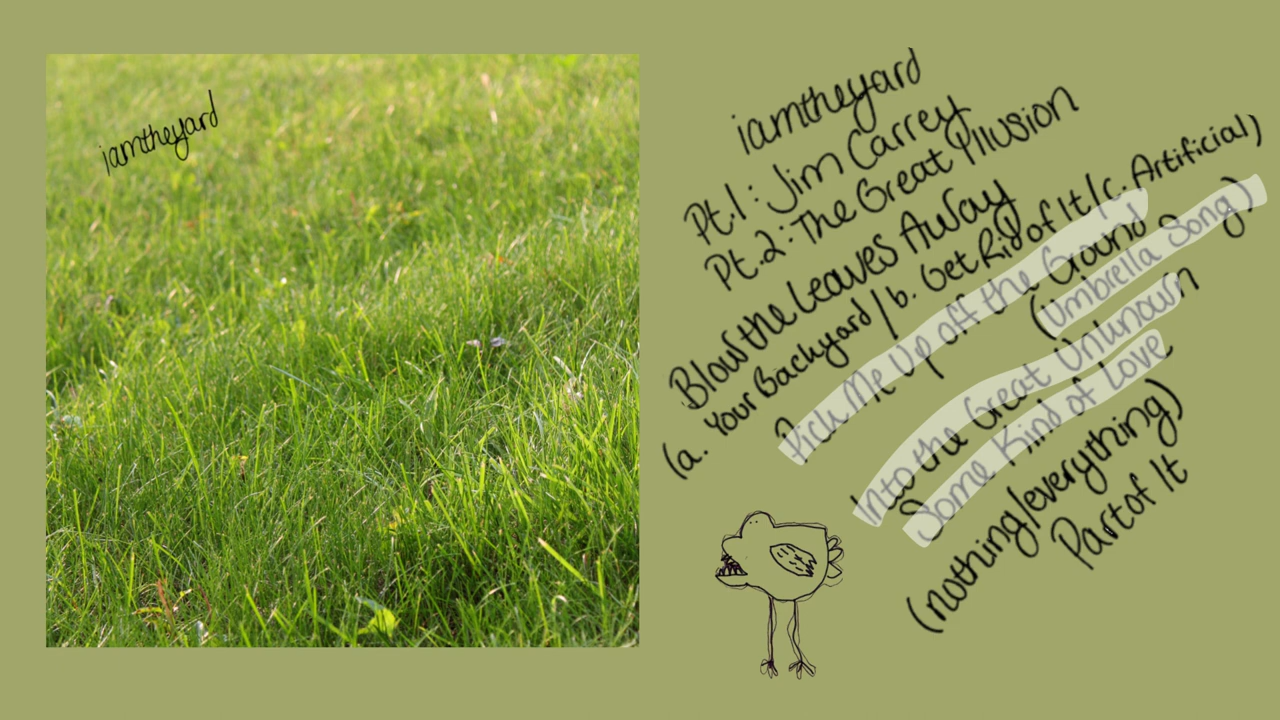 iamtheyard
iamtheyard
Pt.1: Jim Carrey
Pt.2: The Great Illusion
Blow the Leaves Away
(a. Your Backyard / b. Get Rid of It / c. Artificial)
Pick Me Up off the Ground
(Umbrella Song)
Into the Great Unknown
Some Kind of Love
(nothing/everything)
Part of It